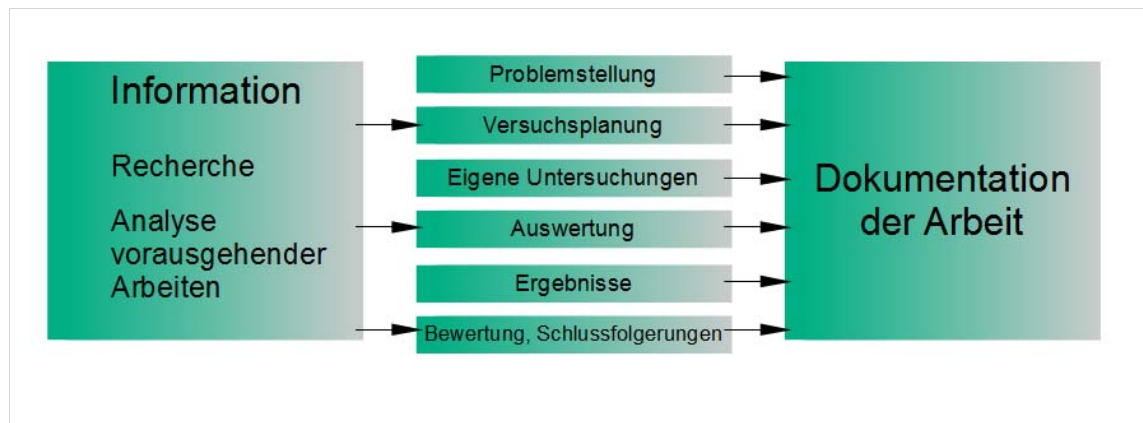 Information
Recherche
Analyse
vorausgehender
Arbeiten
Problemstellung
Versuchsplanung
Eigene Untersuchungen
Auswertung
Ergebnisse
Bewertung, Schlussfolgerungen
Dokumentation
der Arbeit